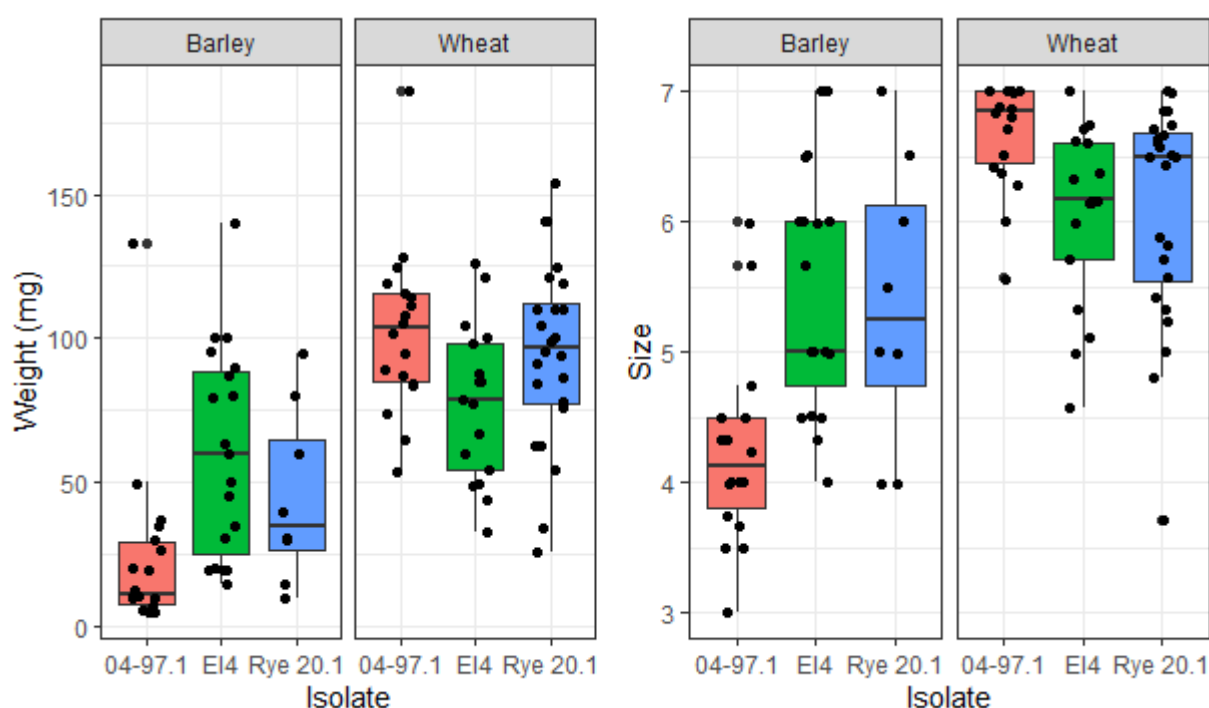 Barley
Wheat
Weight (mg)
150
100
50
0
04-97.1 EI4 Rye 20.1
04-97.1 EI4 Rye 20.1
Isolate
Barley
Wheat
Size
7
6
5
4
3
04-97.1 EI4 Rye 20.1
04-97.1 EI4 Rye 20.1
Isolate